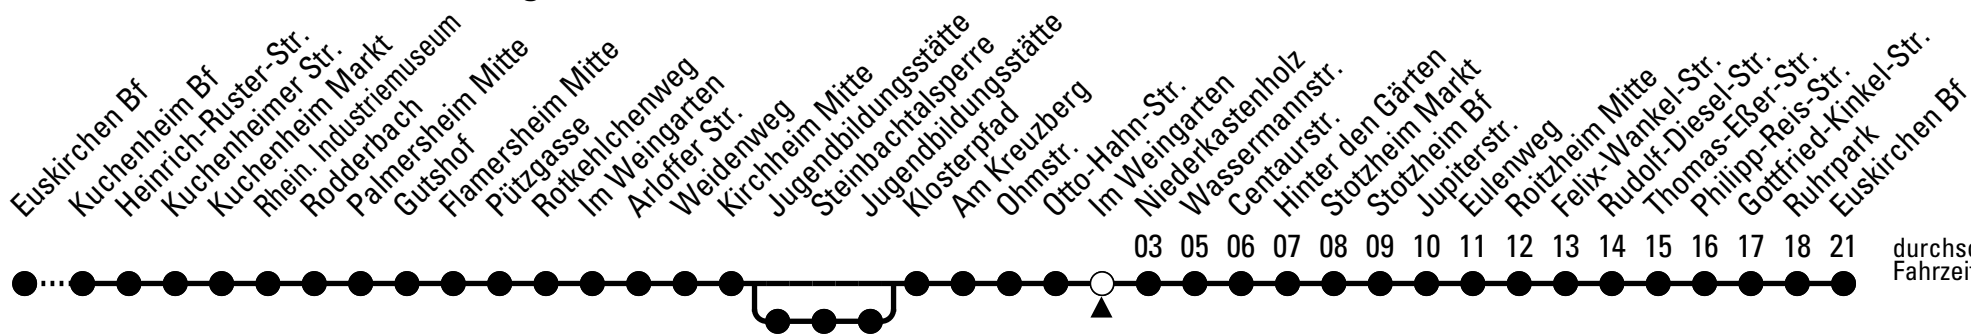 Euskirchen Bf
Kuchenheim Bf
Heinrich-Ruster-Str.
Kuchenheimer Str.
Kuchenheim Markt
Rhein. Industriemuseum
Rodderbach
Palmersheim Mitte
Gutshof
Flamersheim Mitte
Pützgasse
Rotkehlchenweg
Im Weingarten
Arloffer Str.
Weidenweg
Kirchheim Mitte
Jugendbildungsstätte
Steinbachtalsperre
Jugendbildungsstätte
Klosterpfad
Am Kreuzberg
Ohmstr.
Otto-Hahn-Str.
Im Weingarten
Niederkastenholz
Wassermannstr.
Centaurstr.
Hinter den Gärten
Stotzheim Markt
Stotzheim Bf
Jupiterstr.
Eulenweg
Roitzheim Mitte
Felix-Wankel-Str.
Rudolf-Diesel-Str.
Thomas-Eßer-Str.
Philipp-Reis-Str.
Gottfried-Kinkel-Str.
Ruhrpark
Euskirchen Bf
03 05 06 07 08 09 10 11 12 13 14 15 16 17 18 21